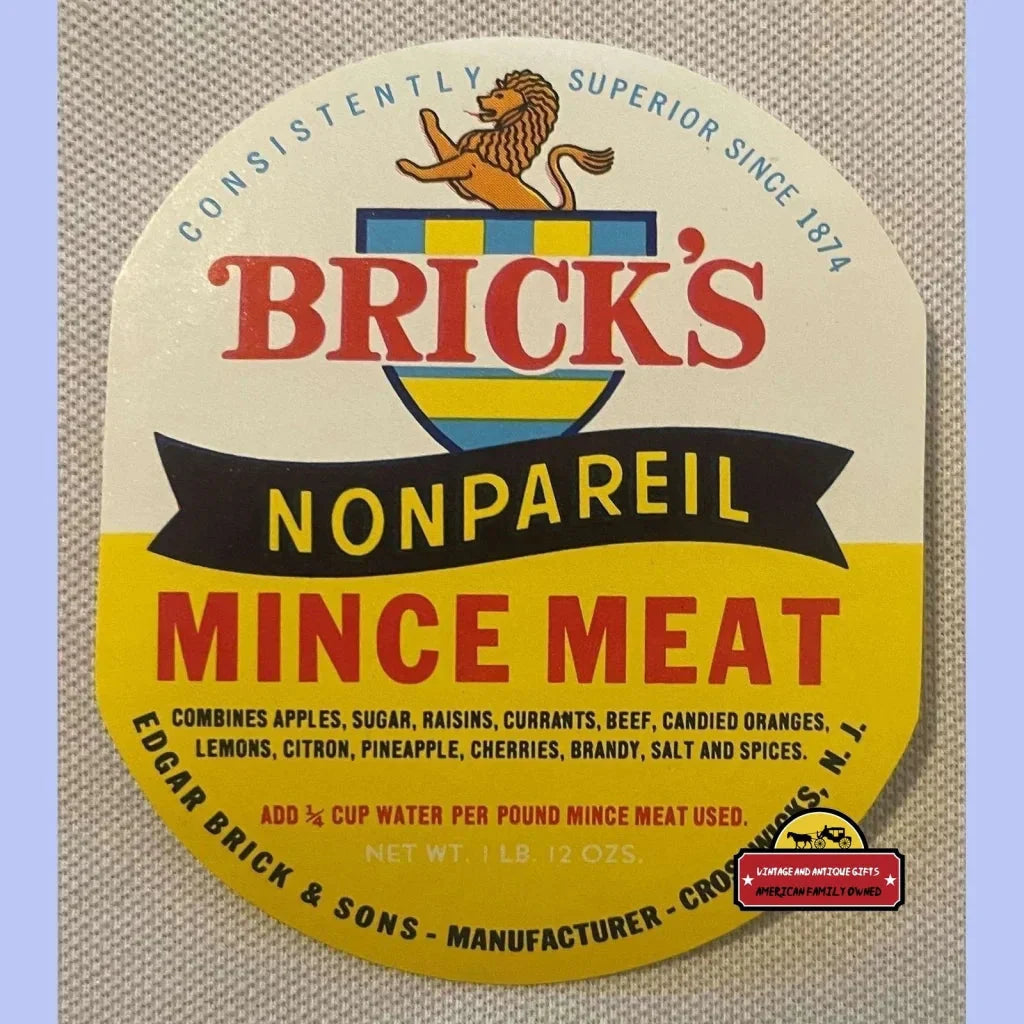 CONSISTENTLY SUPERIOR SINCE 1874
BRICK'S
NONPAREIL
MINCE MEAT
COMBINES APPLES, SUGAR, RAISINS, CURRANTS, BEEF, CANDIED ORANGES,
LEMONS, CITRON, PINEAPPLE, CHERRIES, BRANDY, SALT AND SPICES.
ADD ¼ CUP WATER PER POUND MINCE MEAT USED.
NET WT. 1 LB. 12 OZS.
EDGAR BRICK & SONS - MANUFACTURER - N. J.
VINTAGE AND ANTIQUE GIFTS
AMERICAN FAMILY OWNED